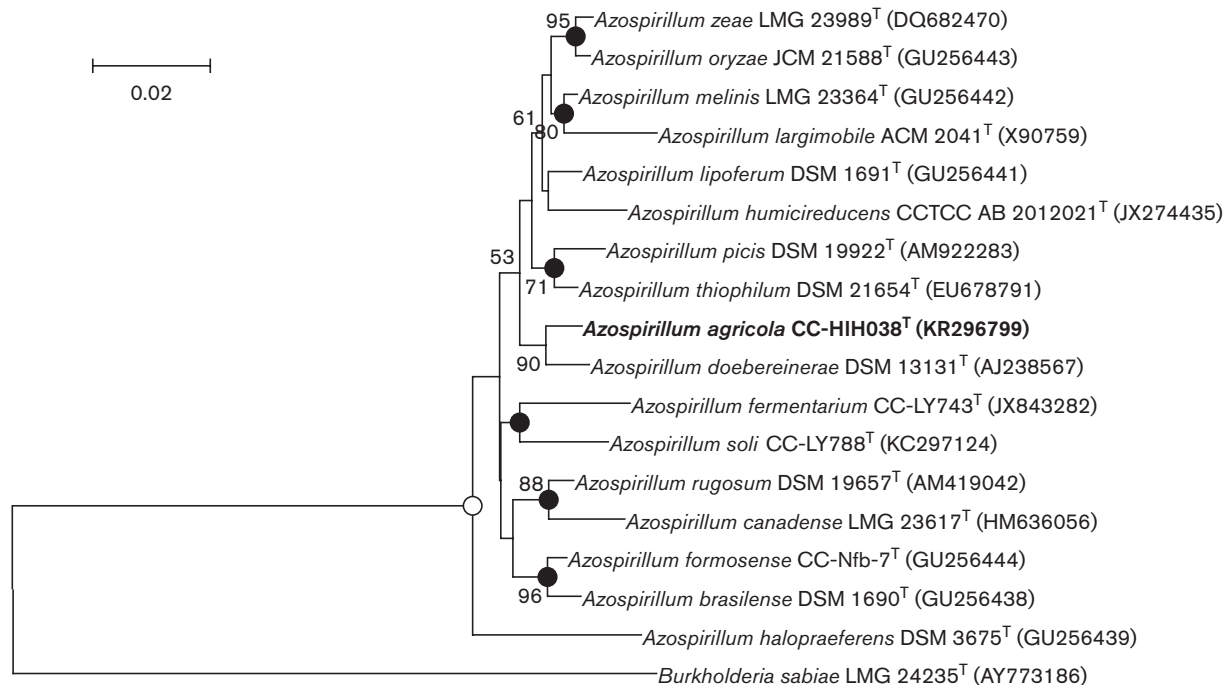 95 Azospirillum zeae LMG 23989ᵀ (DQ682470)
Azospirillum oryzae JCM 21588ᵀ (GU256443)
0.02
Azospirillum melinis LMG 23364ᵀ (GU256442)
61
80
Azospirillum largimobile ACM 2041ᵀ (X90759)
Azospirillum lipoferum DSM 1691ᵀ (GU256441)
Azospirillum humicireducens CCTCC AB 2012021ᵀ (JX274435)
Azospirillum picis DSM 19922ᵀ (AM922283)
53
71
Azospirillum thiophilum DSM 21654ᵀ (EU678791)
Azospirillum agricola CC-HIH038ᵀ (KR296799)
90
Azospirillum doebereinerae DSM 13131ᵀ (AJ238567)
Azospirillum fermentarium CC-LY743ᵀ (JX843282)
Azospirillum soli CC-LY788ᵀ (KC297124)
88
Azospirillum rugosum DSM 19657ᵀ (AM419042)
Azospirillum canadense LMG 23617ᵀ (HM636056)
Azospirillum formosense CC-Nfb-7ᵀ (GU256444)
96
Azospirillum brasilense DSM 1690ᵀ (GU256438)
Azospirillum halopraeferens DSM 3675ᵀ (GU256439)
Burkholderia sabiae LMG 24235ᵀ (AY773186)